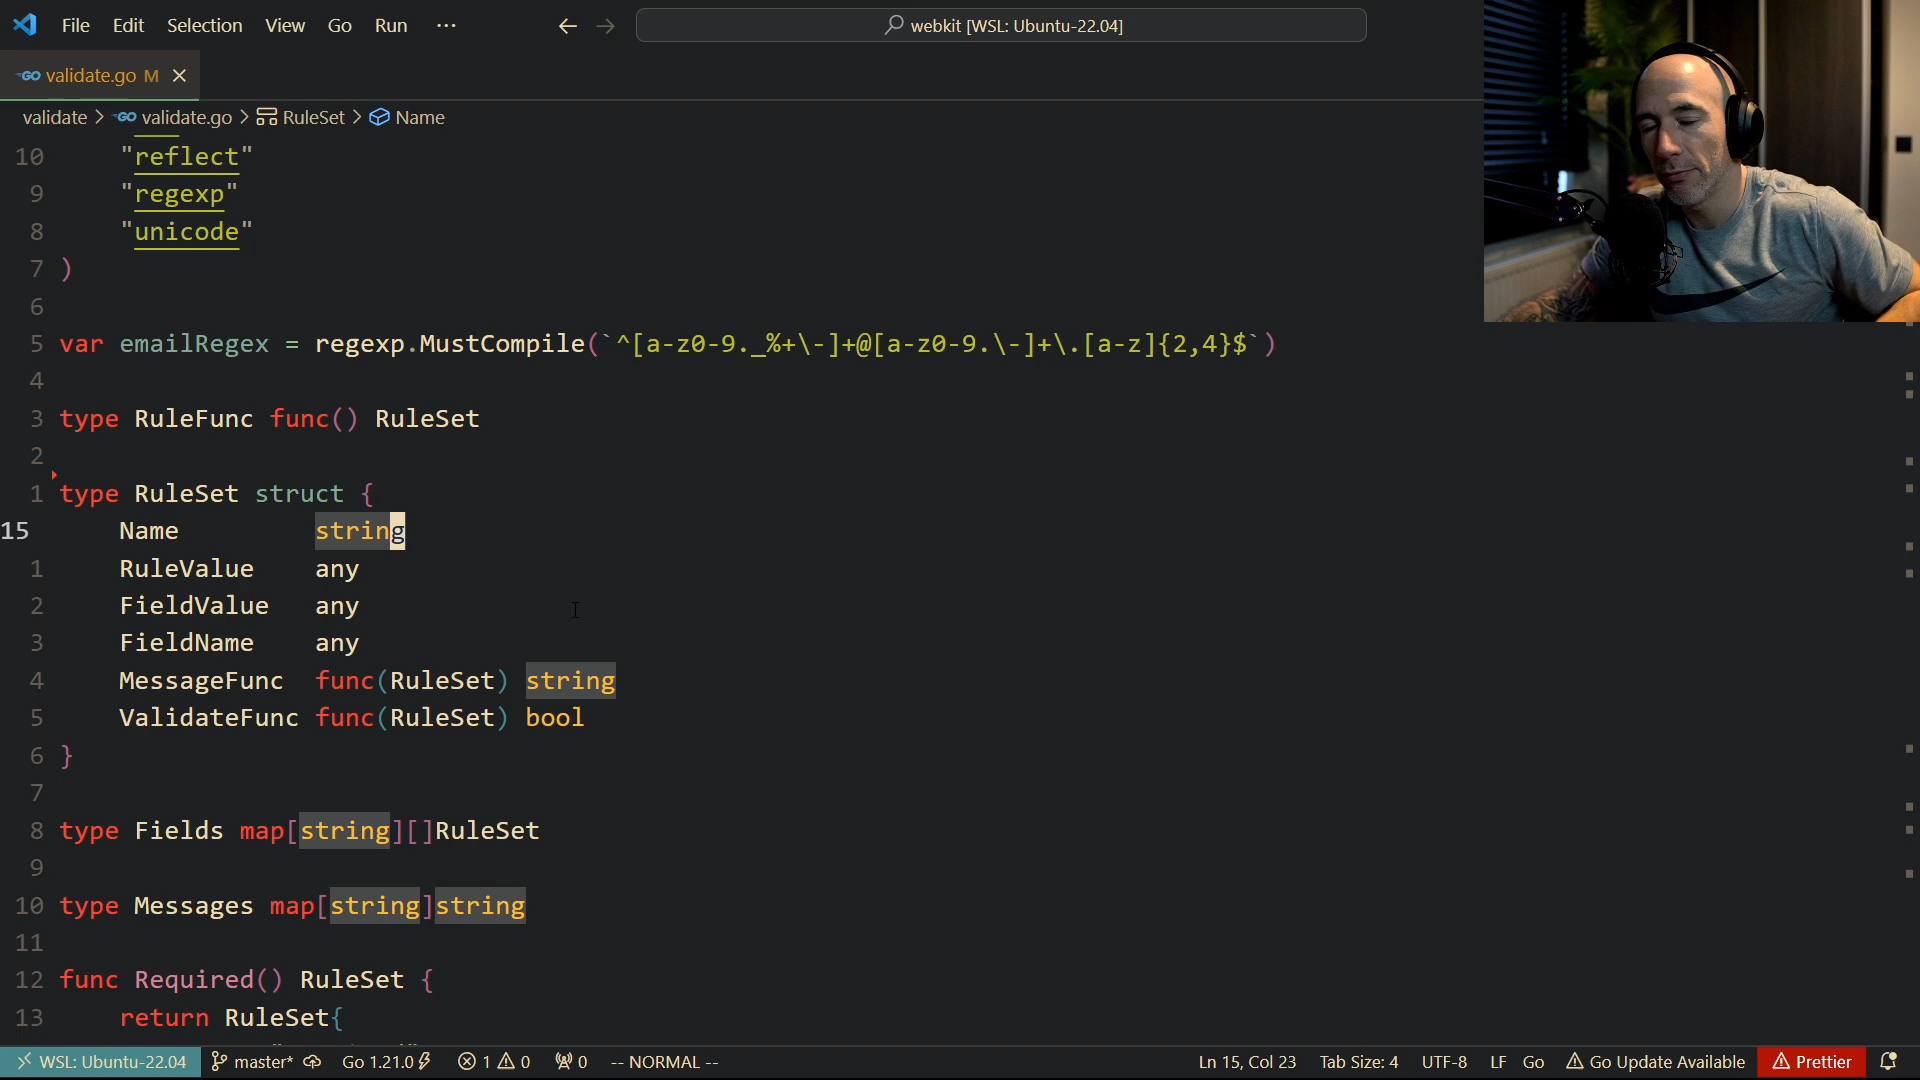 File Edit Selection View Go Run ··· ← → webkit [WSL: Ubuntu-22.04]
GO validate.go M ×
validate > GO validate.go > RuleSet > Name
10 "reflect"
9 "regexp"
8 "unicode"
7 )
6
5 var emailRegex = regexp.MustCompile(`^[a-z0-9._%+\-]+@[a-z0-9.\-]+\.[a-z]{2,4}$`)
4
3 type RuleFunc func() RuleSet
2
1 type RuleSet struct {
15 Name string
1 RuleValue any
2 FieldValue any
3 FieldName any
4 MessageFunc func(RuleSet) string
5 ValidateFunc func(RuleSet) bool
6 }
7
8 type Fields map[string][]RuleSet
9
10 type Messages map[string]string
11
12 func Required() RuleSet {
13 return RuleSet{
WSL: Ubuntu-22.04 master* Go 1.21.0 1 0 0 -- NORMAL -- Ln 15, Col 23 Tab Size: 4 UTF-8 LF Go Go Update Available Prettier